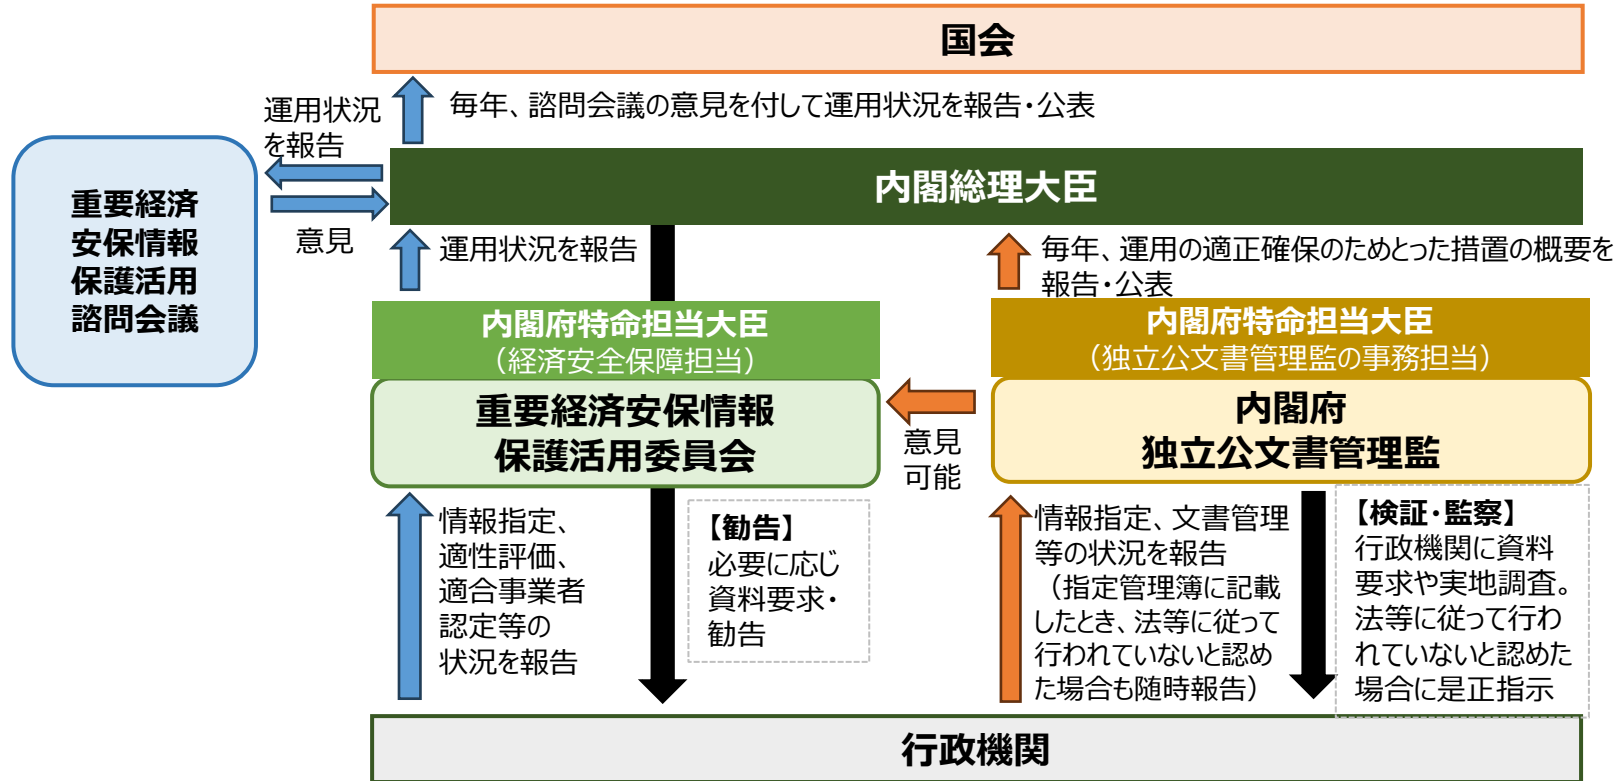 国会
毎年、諮問会議の意見を付して運用状況を報告・公表
運用状況
を報告
重要経済
安保情報
保護活用
諮問会議
意見
内閣総理大臣
運用状況を報告
毎年、運用の適正確保のためとった措置の概要を
報告・公表
内閣府特命担当大臣
（経済安全保障担当）
重要経済安保情報
保護活用委員会
意見
可能
内閣府特命担当大臣
（独立公文書管理監の事務担当）
内閣府
独立公文書管理監
情報指定、
適性評価、
適合事業者
認定等の
状況を報告
【勧告】
必要に応じ
資料要求・
勧告
情報指定、文書管理
等の状況を報告
（指定管理簿に記載
したとき、法等に従って
行われていないと認め
た場合も随時報告）
【検証・監察】
行政機関に資料
要求や実地調査。
法等に従って行わ
れていないと認めた
場合に是正指示
行政機関